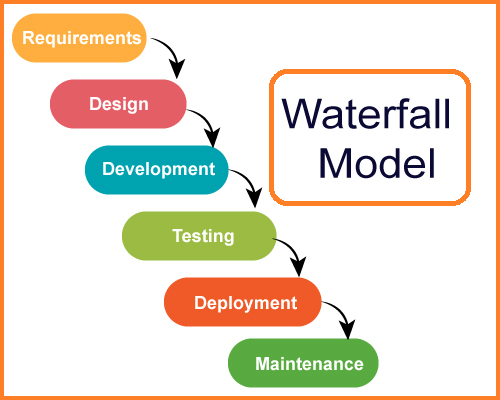 Requirements
Design
Waterfall
Model
Development
Testing
Deployment
Maintenance